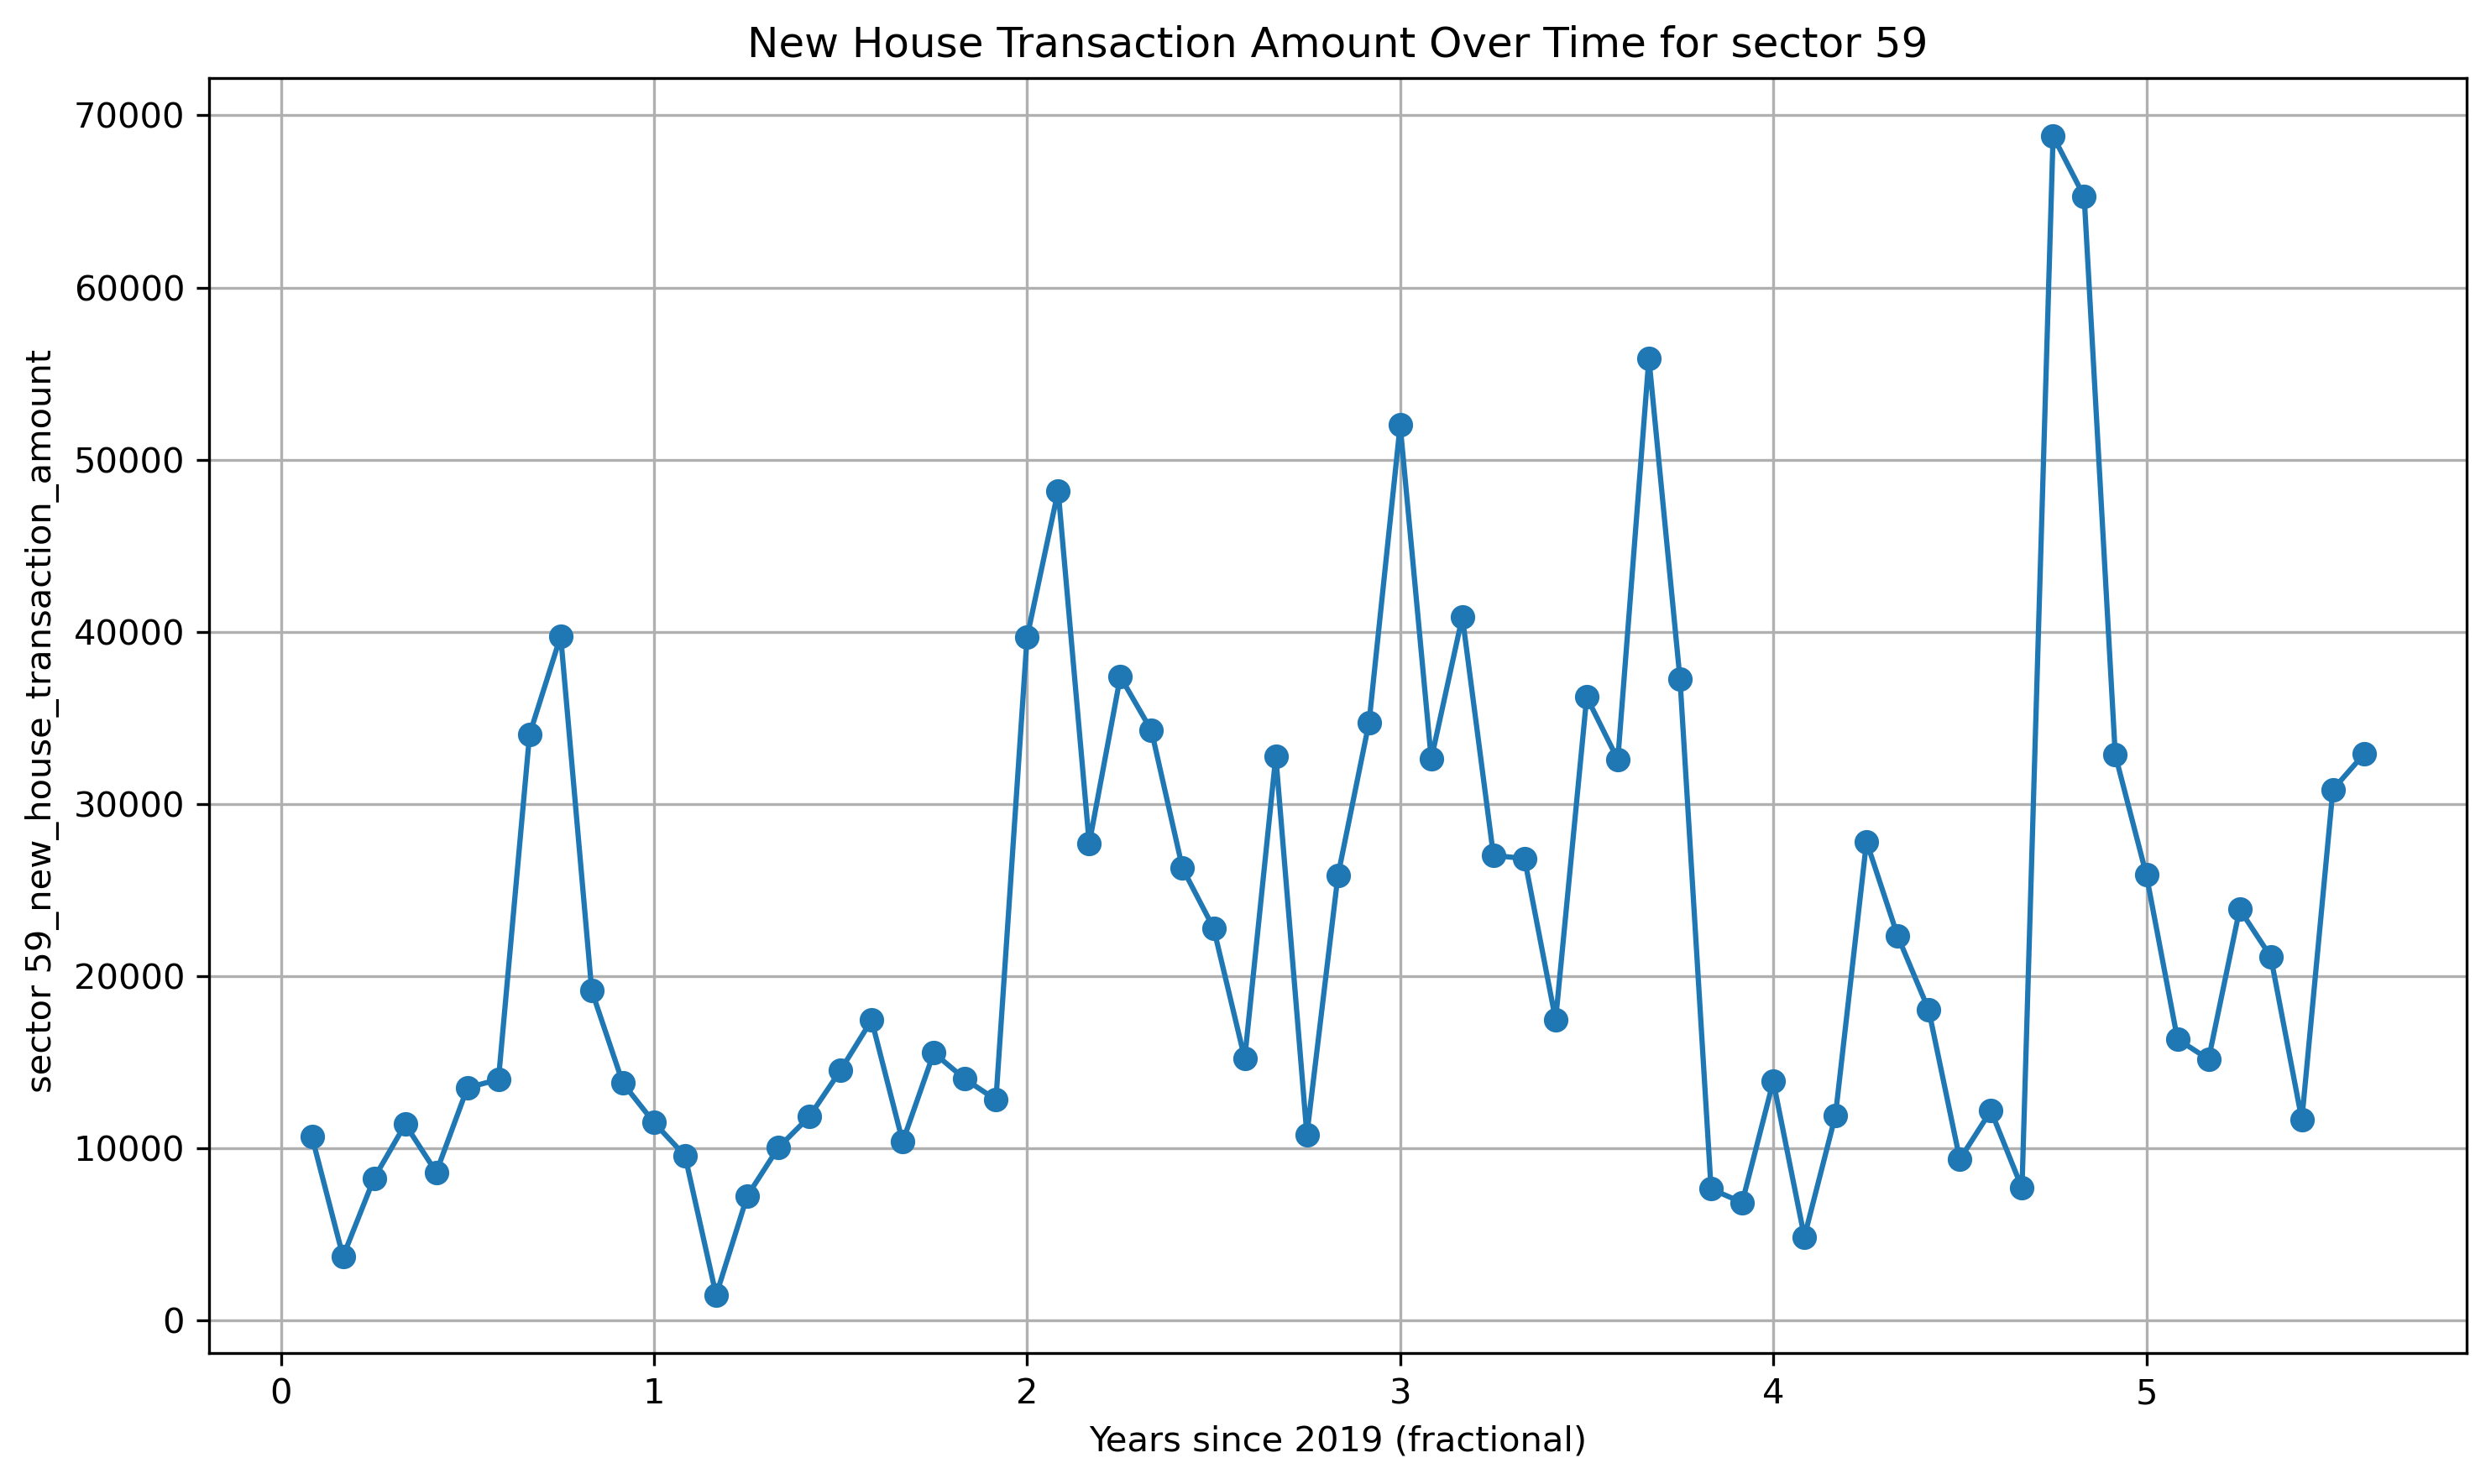 New House Transaction Amount Over Time for sector 59
sector 59_new_house_transaction_amount
70000
60000
50000
40000
30000
20000
10000
0
0 1 2 3 4 5
Years since 2019 (fractional)